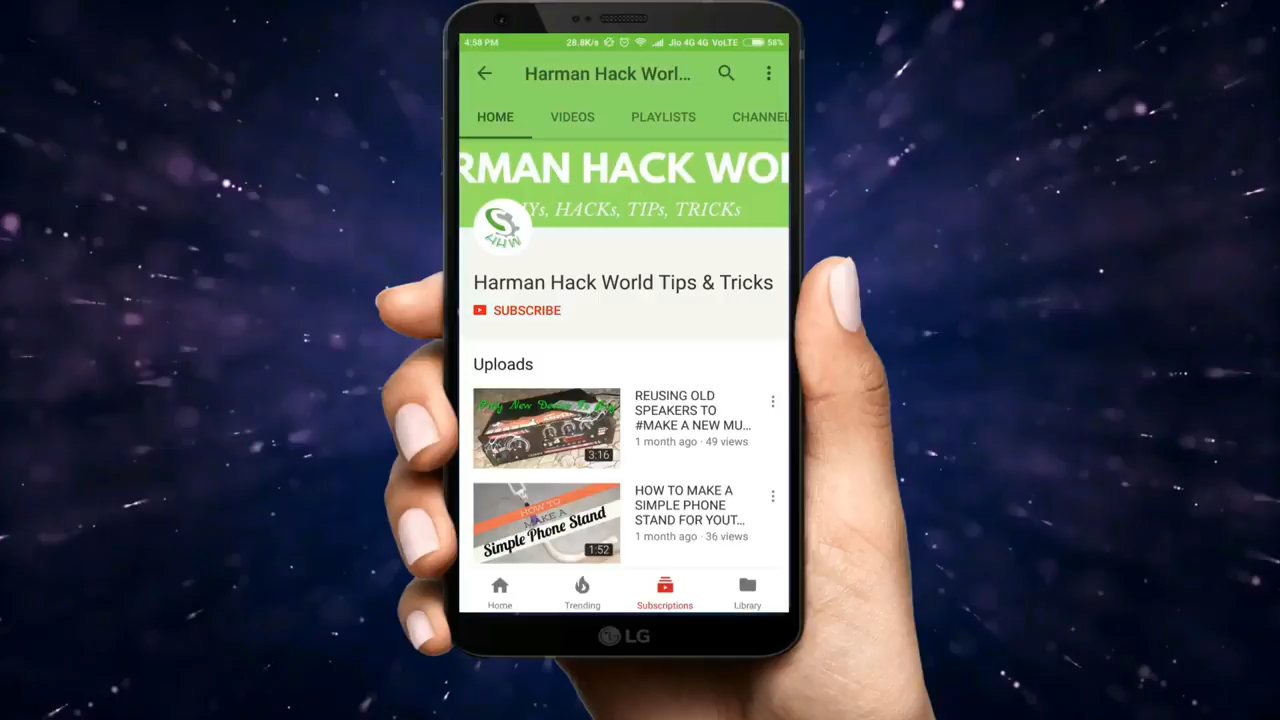 4:58 PM 28.8K/s Jio 4G 4G VoLTE 58%
Harman Hack Worl...
HOME VIDEOS PLAYLISTS CHANNEL
RMAN HACK WO
IYs, HACKs, TIPs, TRICKs
HHW
Harman Hack World Tips & Tricks
SUBSCRIBE
Uploads
REUSING OLD
SPEAKERS TO
#MAKE A NEW MU...
1 month ago · 49 views
3:16
HOW TO MAKE A
SIMPLE PHONE
STAND FOR YOUT...
1 month ago · 36 views
HOW TO
MAKE A
Simple Phone Stand
1:52
Home Trending Subscriptions Library
LG